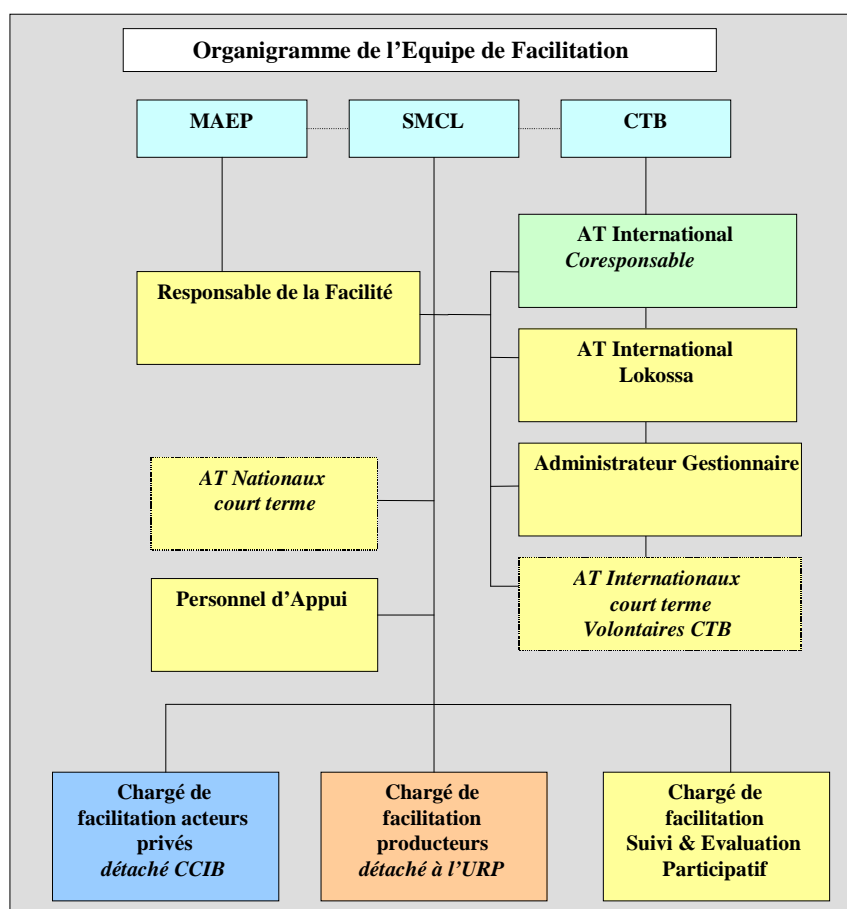 Organigramme de l’Equipe de Facilitation
MAEP
SMCL
CTB
AT International
Coresponsable
Responsable de la Facilité
AT International
Lokossa
AT Nationaux
court terme
Administrateur Gestionnaire
Personnel d’Appui
AT Internationaux
court terme
Volontaires CTB
Chargé de
facilitation acteurs
privés
détaché CCIB
Chargé de
facilitation
producteurs
détaché à l’URP
Chargé de
facilitation
Suivi & Evaluation
Participatif